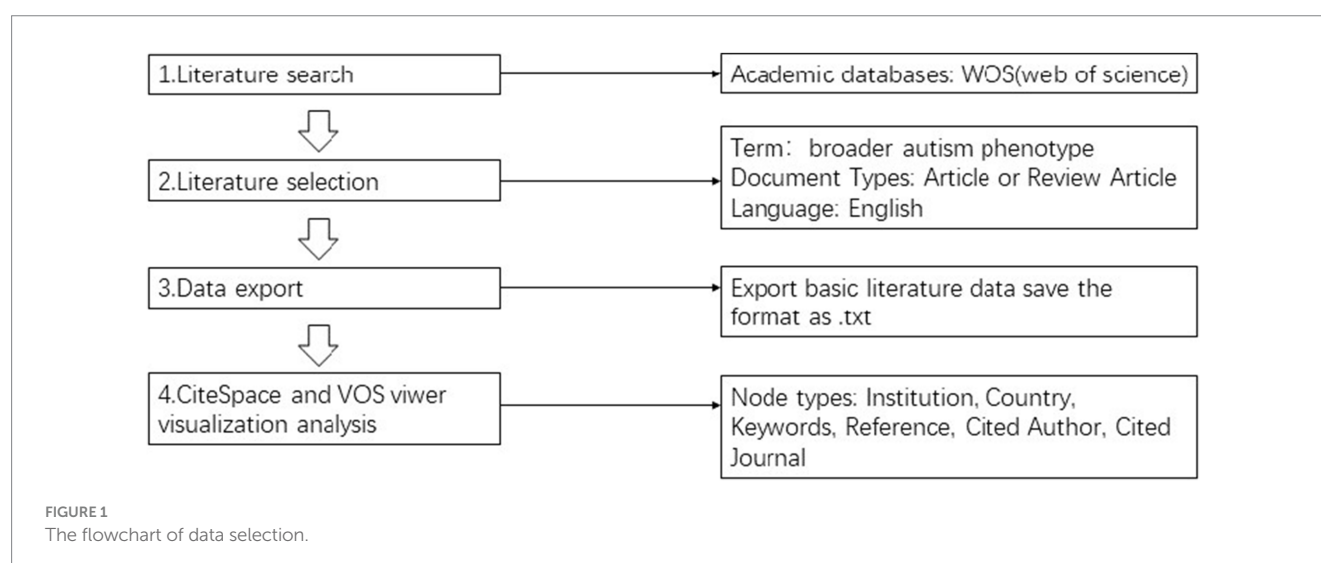 1.Literature search
Academic databases: WOS(web of science)
2.Literature selection
Term： broader autism phenotype
Document Types: Article or Review Article
Language: English
3.Data export
Export basic literature data save the
format as .txt
4.CiteSpace and VOS viwer
visualization analysis
Node types: Institution, Country,
Keywords, Reference, Cited Author, Cited
Journal
FIGURE 1
The flowchart of data selection.